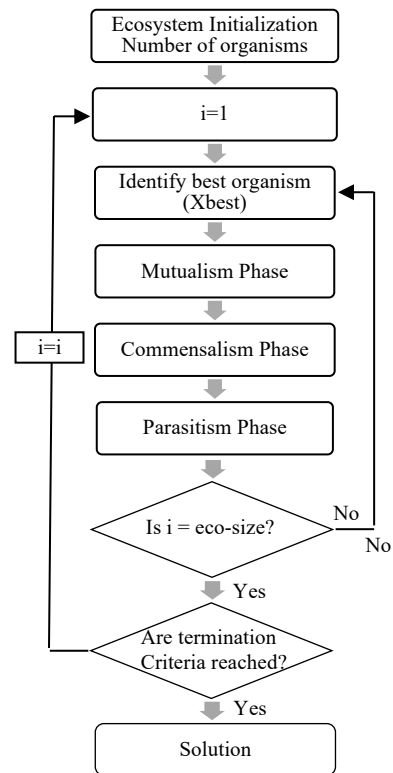 Ecosystem Initialization
Number of organisms
i=1
Identify best organism
(Xbest)
Mutualism Phase
i=i
Commensalism Phase
Parasitism Phase
Is i = eco-size?
No
No
Yes
Are termination
Criteria reached?
Yes
Solution